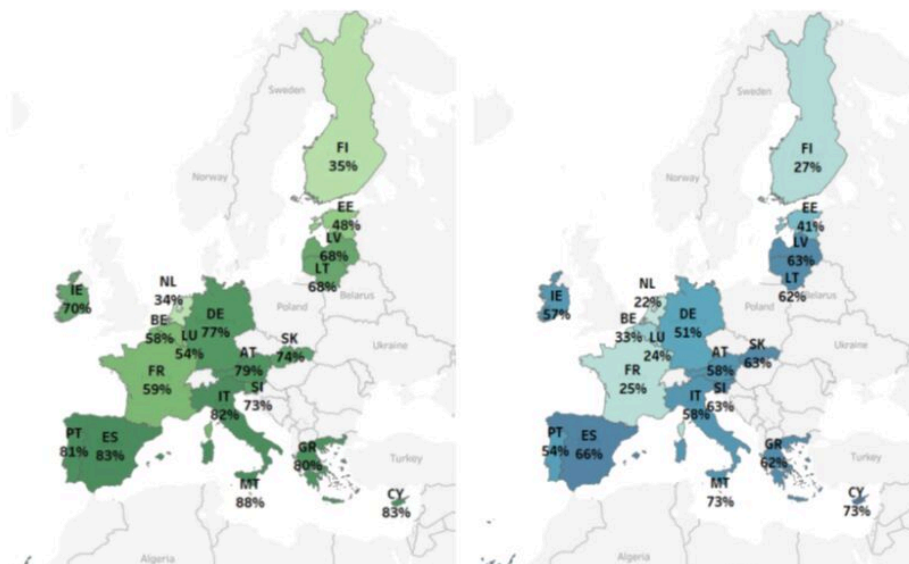 Sweden
FI
35%
Norway
EE
48%
LV
68%
LT
68%
IE
70%
NL
34%
BE
58%
LU
54%
DE
77%
Poland
Belarus
Ukraine
SK
74%
AT
79%
SI
73%
FR
59%
IT
82%
PT
81%
ES
83%
GR
80%
Turkey
MT
88%
CY
83%
Algeria
Sweden
FI
27%
Norway
EE
41%
LV
63%
LT
62%
IE
57%
NL
22%
BE
33%
LU
24%
DE
51%
Poland
Belarus
Ukraine
SK
63%
AT
58%
SI
63%
FR
25%
IT
58%
PT
54%
ES
66%
GR
62%
Turkey
MT
73%
CY
73%
Algeria